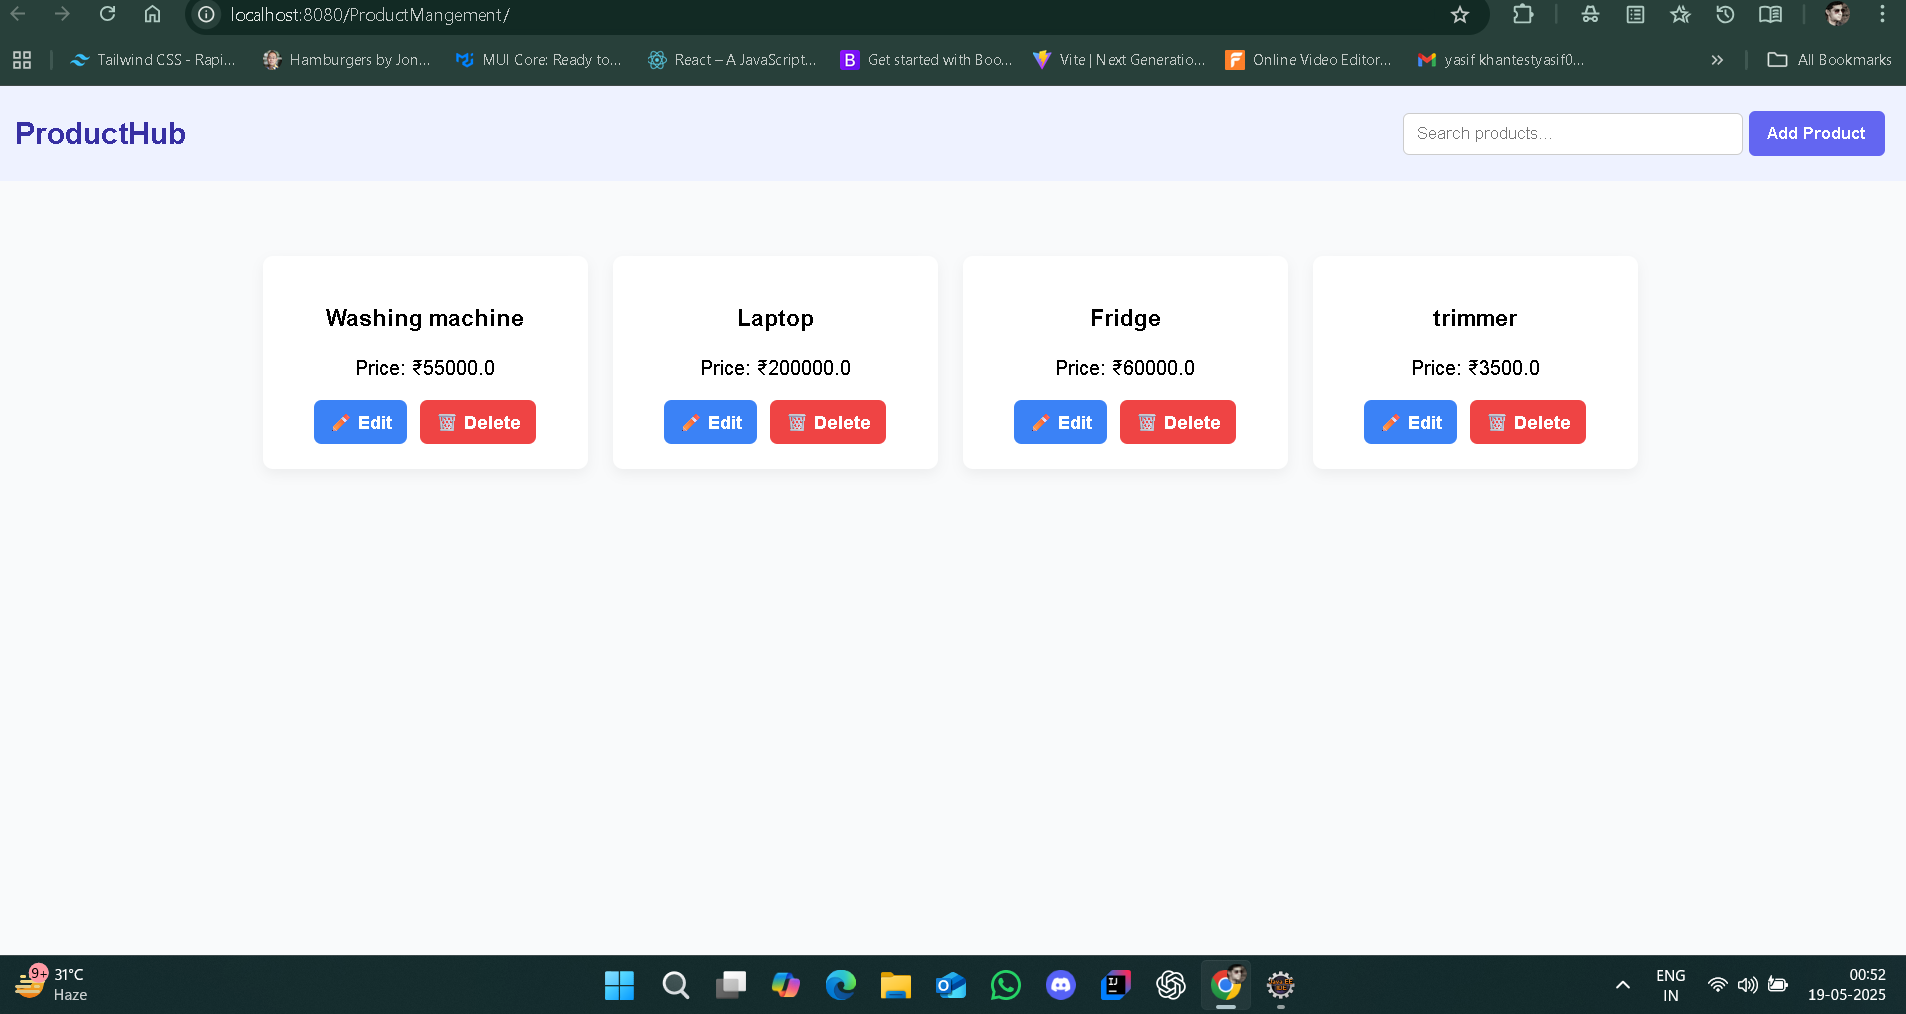 localhost:8080/ProductMangement/
Tailwind CSS - Rapi...
Hamburgers by Jon...
MUI Core: Ready to...
React – A JavaScript...
Get started with Boo...
Vite | Next Generatio...
Online Video Editor...
yasif khantestyasif0...
All Bookmarks
ProductHub
Search products...
Add Product
Washing machine
Price: ₹55000.0
Edit
Delete
Laptop
Price: ₹200000.0
Edit
Delete
Fridge
Price: ₹60000.0
Edit
Delete
trimmer
Price: ₹3500.0
Edit
Delete
9+
31°C
Haze
ENG
IN
00:52
19-05-2025